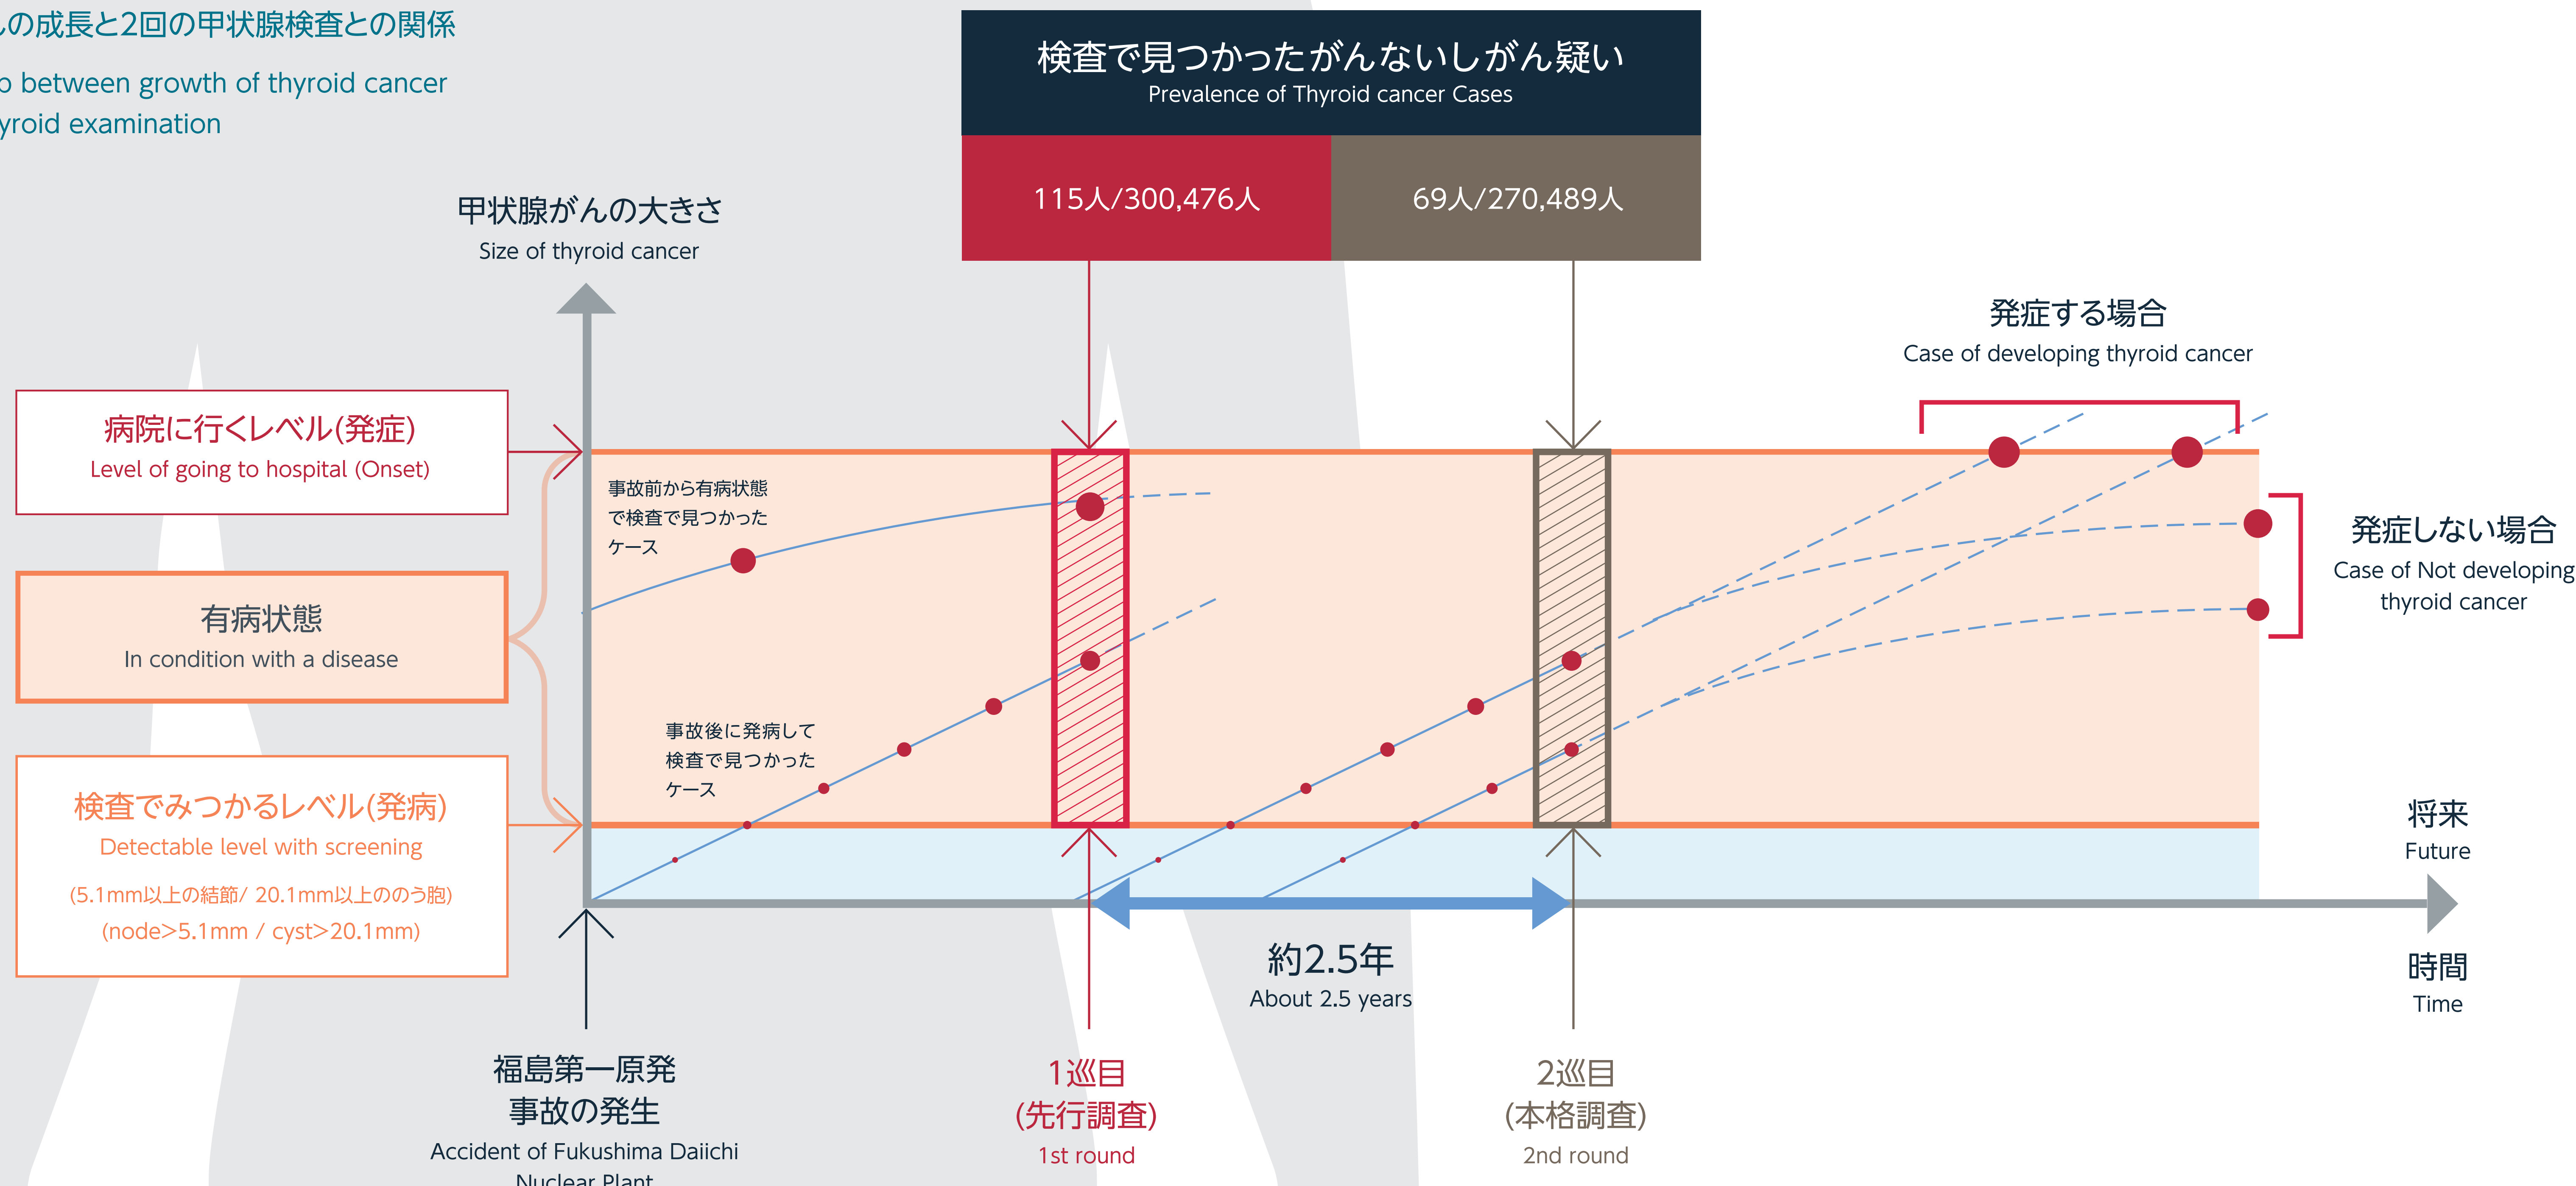 の成長と2回の甲状腺検査との関係
between growth of thyroid cancer
examination
検査で見つかったがんないしがん疑い
Prevalence of Thyroid cancer Cases
115人/300,476人
69人/270,489人
甲状腺がんの大きさ
Size of thyroid cancer
発症する場合
Case of developing thyroid cancer
病院に行くレベル(発症)
Level of going to hospital (Onset)
事故前から有病状態
で検査で見つかった
ケース
発症しない場合
Case of Not developing
thyroid cancer
有病状態
In condition with a disease
事故後に発病して
検査で見つかった
ケース
検査でみつかるレベル(発病)
Detectable level with screening
(5.1mm以上の結節/ 20.1mm以上ののう胞)
(node>5.1mm / cyst>20.1mm)
将来
Future
約2.5年
About 2.5 years
時間
Time
福島第一原発
事故の発生
Accident of Fukushima Daiichi
Nuclear Plant
1巡目
(先行調査)
1st round
2巡目
(本格調査)
2nd round